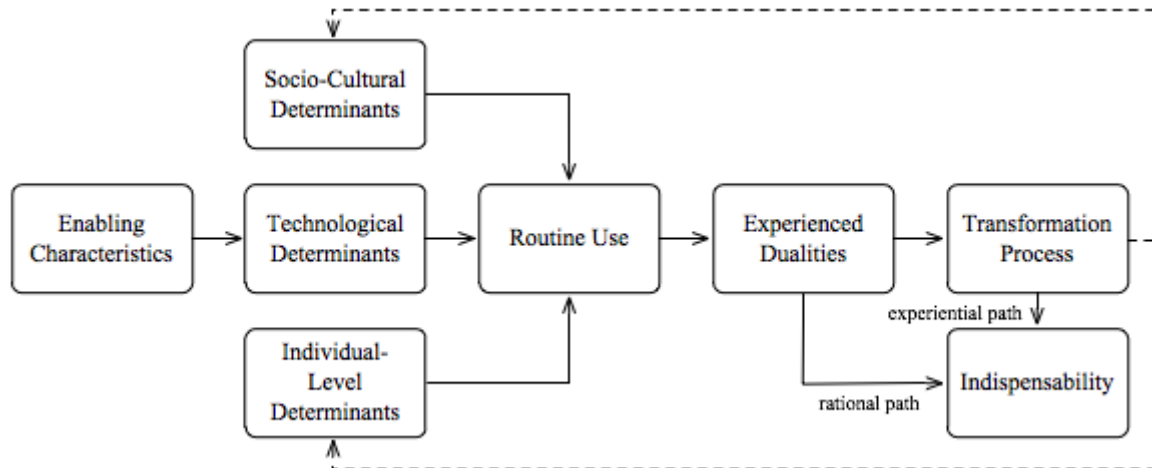 Socio-Cultural
Determinants
Enabling
Characteristics
Technological
Determinants
Routine Use
Experienced
Dualities
Transformation
Process
experiential path
Individual-
Level
Determinants
rational path
Indispensability